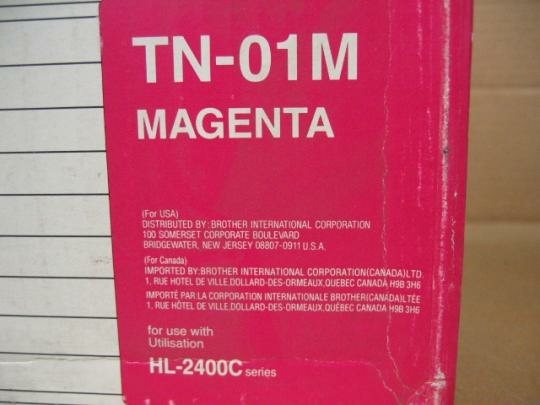 TN-01M
MAGENTA
(For USA)
DISTRIBUTED BY: BROTHER INTERNATIONAL CORPORATION
100 SOMERSET CORPORATE BOULEVARD
BRIDGEWATER, NEW JERSEY 08807-0911 U.S.A.
(For Canada)
IMPORTED BY:BROTHER INTERNATIONAL CORPORATION(CANADA)LTD.
1, RUE HOTEL DE VILLE,DOLLARD-DES-ORMEAUX,QUEBEC CANADA H9B 3H6
IMPORTÉ PAR LA CORPORATION INTERNATIONALE BROTHER(CANADA)LTÉE
1, RUE HÔTEL DE VILLE,DOLLARD-DES-ORMEAUX,QUÉBEC CANADA H9B 3H6
for use with
Utilisation
HL-2400C series